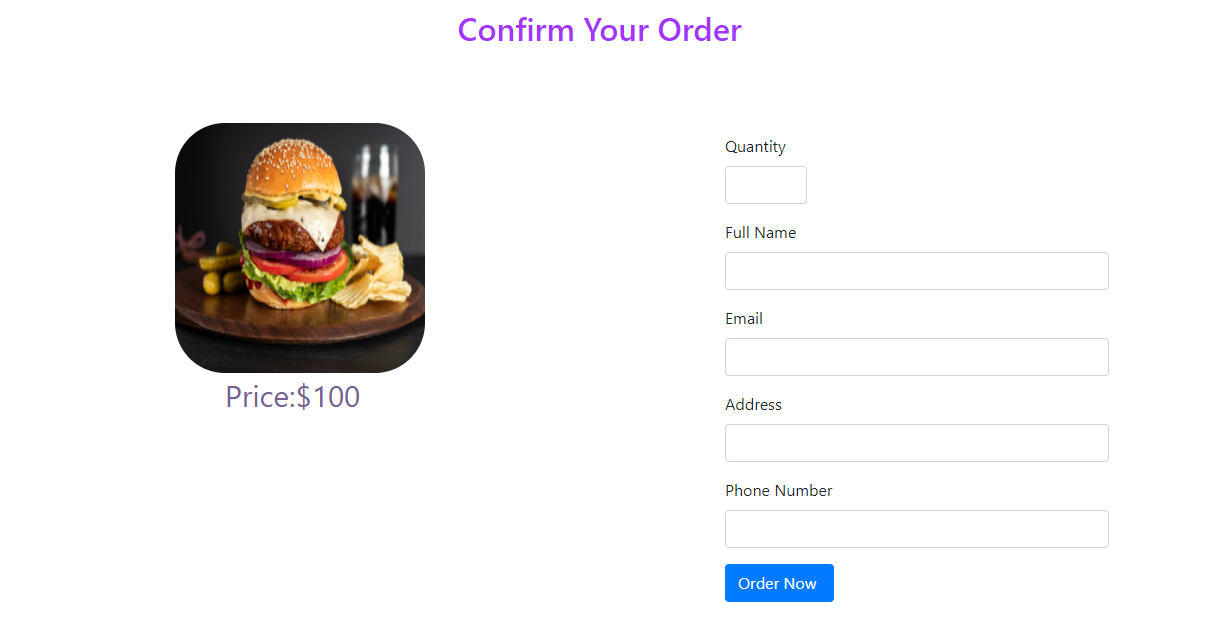 Confirm Your Order
Price:$100
Quantity
Full Name
Email
Address
Phone Number
Order Now